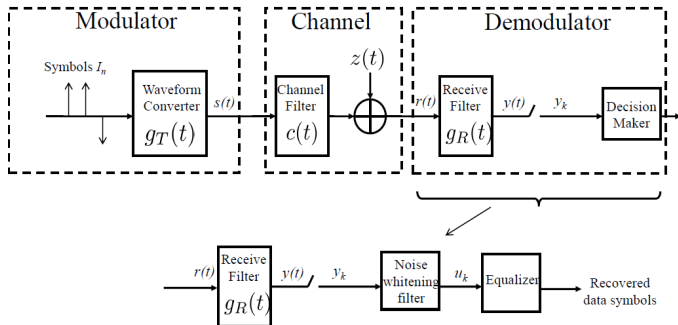 Modulator
Channel
Demodulator
Symbols I_n
Waveform
Converter
g_T(t)
s(t)
Channel
Filter
c(t)
z(t)
r(t)
Receive
Filter
g_R(t)
y(t)
y_k
Decision
Maker
r(t)
Receive
Filter
g_R(t)
y(t)
y_k
Noise
whitening
filter
u_k
Equalizer
Recovered
data symbols